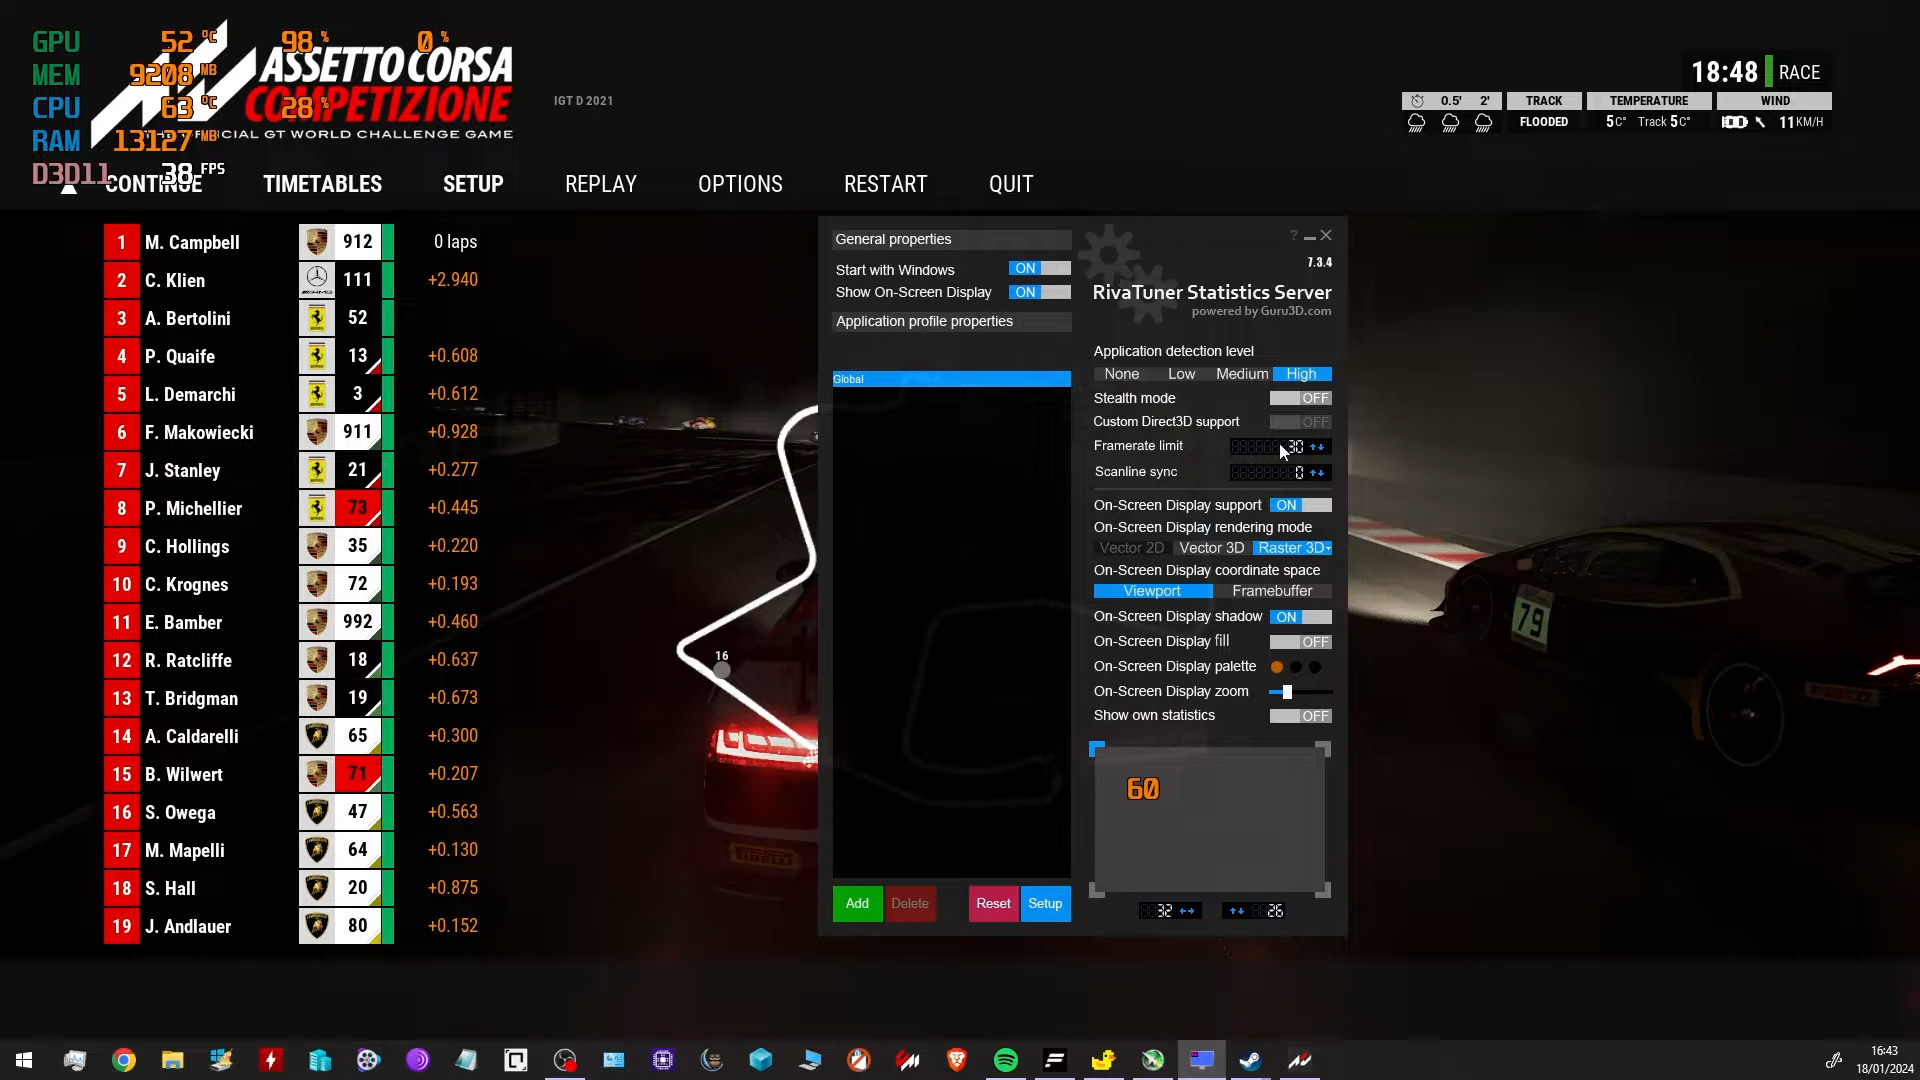 GPU 52 °C 98 % 0 %
MEM 9208 MB
CPU 63 °C 28 %
RAM 13127 MB
D3D11 38 FPS
ASSETTO CORSA
COMPETIZIONE
CIAL GT WORLD CHALLENGE GAME
IGT D 2021
18:48 RACE
0.5' 2' TRACK TEMPERATURE WIND
FLOODED 5C° Track 5C° 11 KM/H
CONTINUE TIMETABLES SETUP REPLAY OPTIONS RESTART QUIT
1 M. Campbell 912 0 laps
2 C. Klien 111 +2.940
3 A. Bertolini 52
4 P. Quaife 13 +0.608
5 L. Demarchi 3 +0.612
6 F. Makowiecki 911 +0.928
7 J. Stanley 21 +0.277
8 P. Michellier 73 +0.445
9 C. Hollings 35 +0.220
10 C. Krognes 72 +0.193
11 E. Bamber 992 +0.460
12 R. Ratcliffe 18 +0.637
13 T. Bridgman 19 +0.673
14 A. Caldarelli 65 +0.300
15 B. Wilwert 71 +0.207
16 S. Owega 47 +0.563
17 M. Mapelli 64 +0.130
18 S. Hall 20 +0.875
19 J. Andlauer 80 +0.152
16
79
PIRELLI
General properties
Start with Windows ON
Show On-Screen Display ON
Application profile properties
Global
Add Delete Reset Setup
?
7.3.4
RivaTuner Statistics Server
powered by Guru3D.com
Application detection level
None Low Medium High
Stealth mode OFF
Custom Direct3D support OFF
Framerate limit
Scanline sync 0
On-Screen Display support ON
On-Screen Display rendering mode
Vector 2D Vector 3D Raster 3D
On-Screen Display coordinate space
Viewport Framebuffer
On-Screen Display shadow ON
On-Screen Display fill OFF
On-Screen Display palette
On-Screen Display zoom
Show own statistics OFF
60
32 26
16:43
18/01/2024